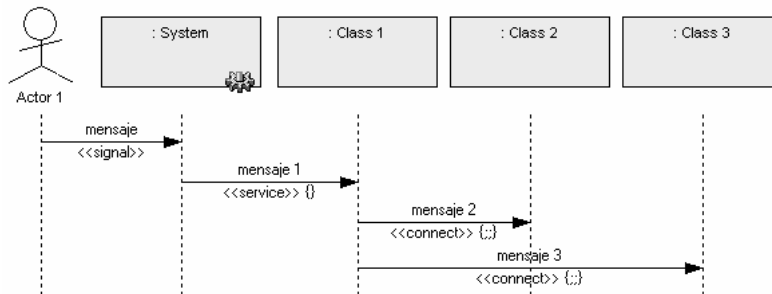 : System
: Class 1
: Class 2
: Class 3
Actor 1
mensaje
<<signal>>
mensaje 1
<<service>> {}
mensaje 2
<<connect>> {;;}
mensaje 3
<<connect>> {;;}